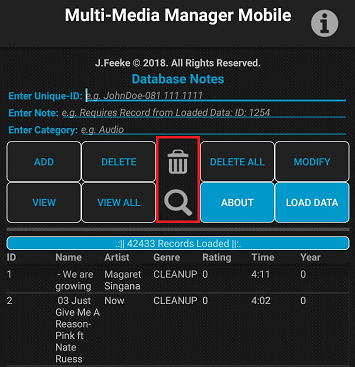 Multi-Media Manager Mobile
J.Feeke © 2018. All Rights Reserved.
Database Notes
Enter Unique-ID: e.g. JohnDoe-081 111 1111
Enter Note: e.g. Requires Record from Loaded Data: ID: 1254
Enter Category: e.g. Audio
ADD DELETE DELETE ALL MODIFY
VIEW VIEW ALL ABOUT LOAD DATA
.:|| 42433 Records Loaded ||:.
ID Name Artist Genre Rating Time Year
1 - We are Magaret CLEANUP 0 4:11 0
growing Singana
2 03 Just Now CLEANUP 0 4:02 0
Give Me A
Reason-
Pink ft
Nate
Ruess